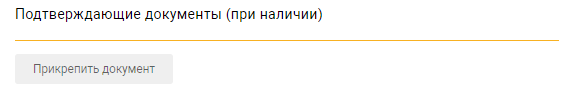 Подтверждающие документы (при наличии)
Прикрепить документ